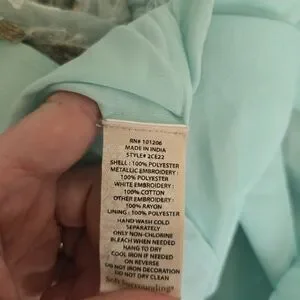 RN# 101206
MADE IN INDIA
STYLE# 2CE22
SHELL : 100% POLYESTER
METALLIC EMBROIDERY :
100% POLYESTER
WHITE EMBROIDERY :
100% COTTON
OTHER EMBROIDERY :
100% RAYON
LINING : 100% POLYESTER
HAND WASH COLD
SEPARATELY
ONLY NON-CHLORINE
BLEACH WHEN NEEDED
HANG TO DRY
COOL IRON IF NEEDED
ON REVERSE
DO NOT IRON DECORATION
DO NOT DRY CLEAN
Soft Surroundings